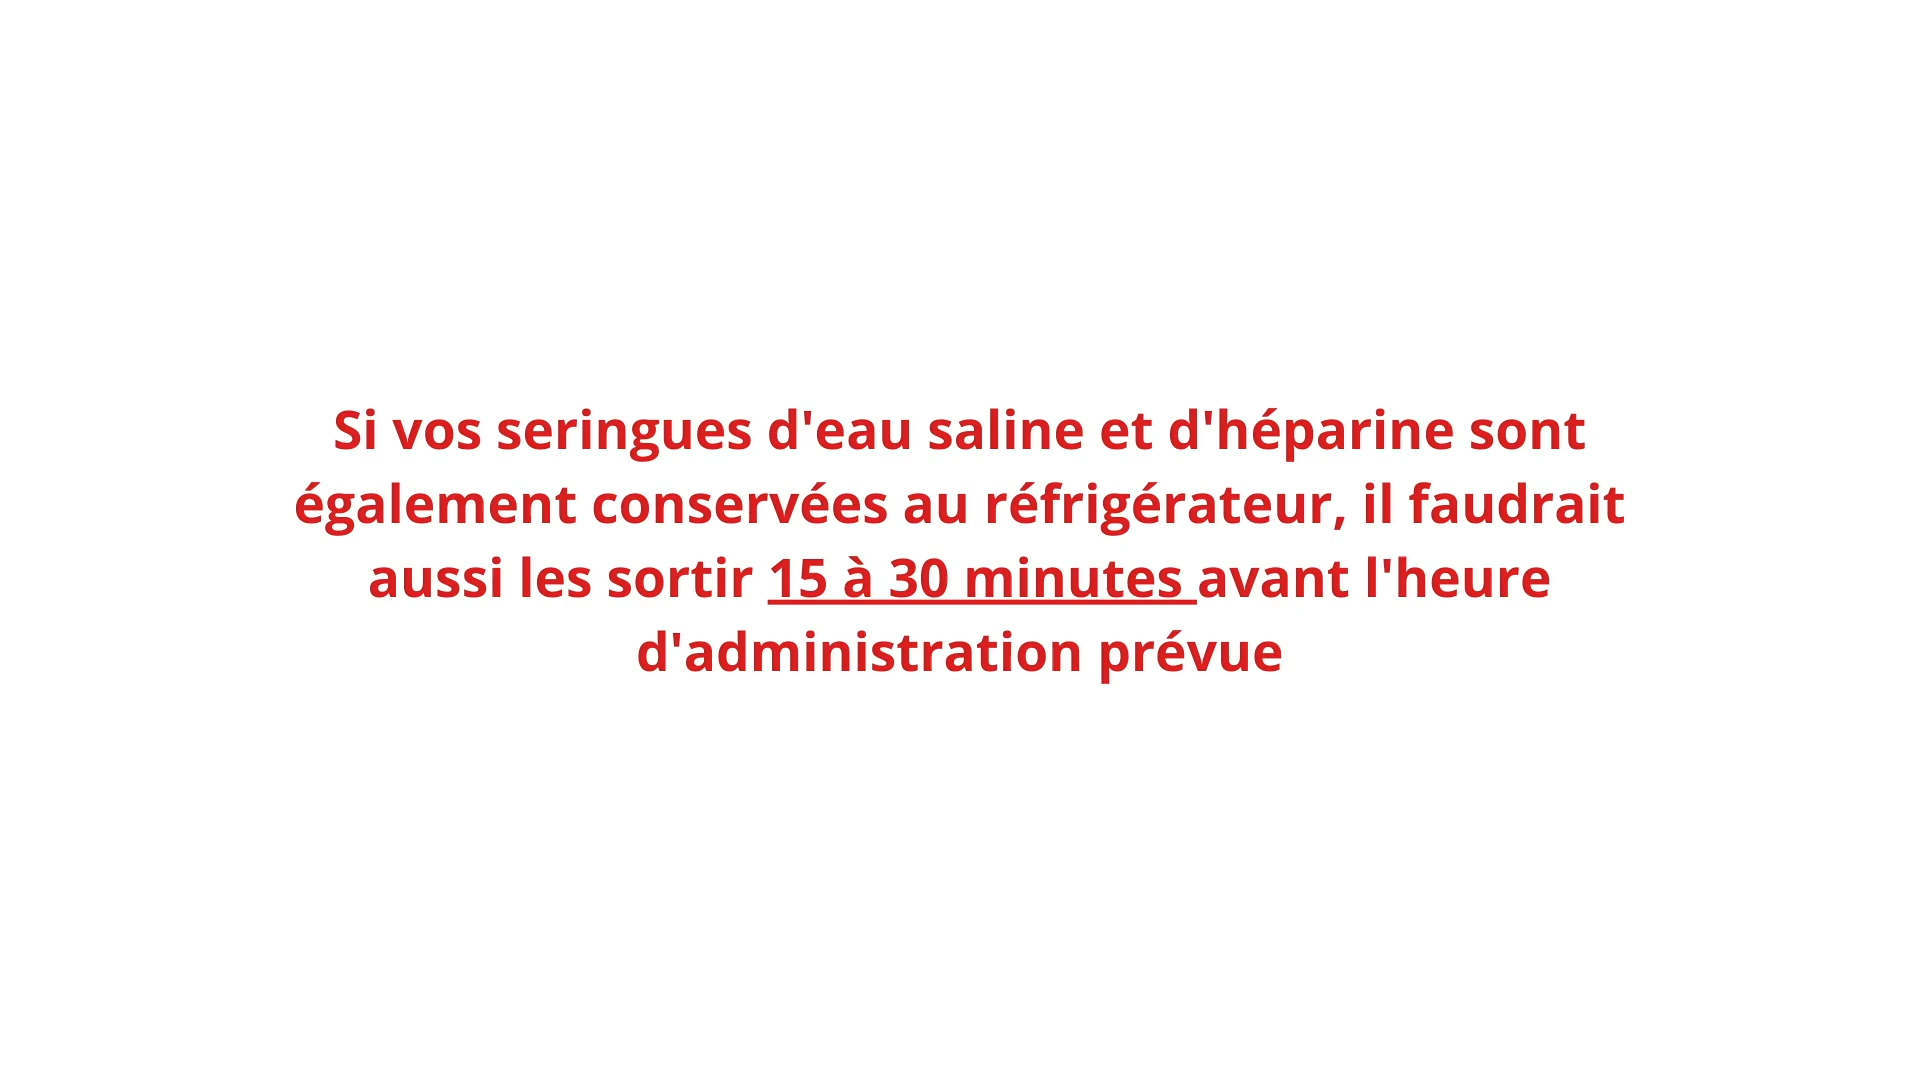 Si vos seringues d'eau saline et d'héparine sont
également conservées au réfrigérateur, il faudrait
aussi les sortir 15 à 30 minutes avant l'heure
d'administration prévue